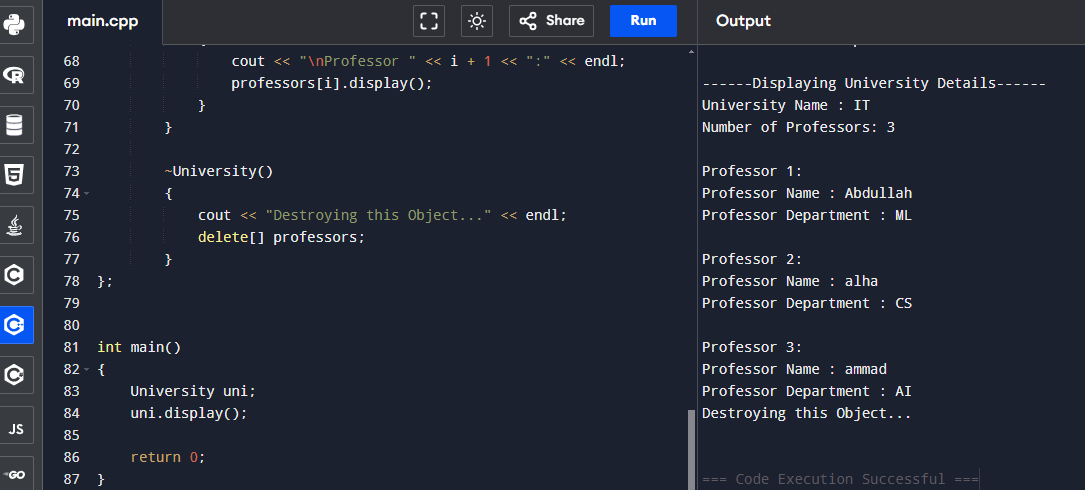 main.cpp
Share
Run
Output
68 cout << "\nProfessor " << i + 1 << ":" << endl;
69 professors[i].display();
70 }
71 }
72
73 ~University()
74 {
75 cout << "Destroying this Object..." << endl;
76 delete[] professors;
77 }
78 };
79
80
81 int main()
82 {
83 University uni;
84 uni.display();
85
86 return 0;
87 }
JS
GO
------Displaying University Details------
University Name : IT
Number of Professors: 3
Professor 1:
Professor Name : Abdullah
Professor Department : ML
Professor 2:
Professor Name : alha
Professor Department : CS
Professor 3:
Professor Name : ammad
Professor Department : AI
Destroying this Object...
=== Code Execution Successful ===